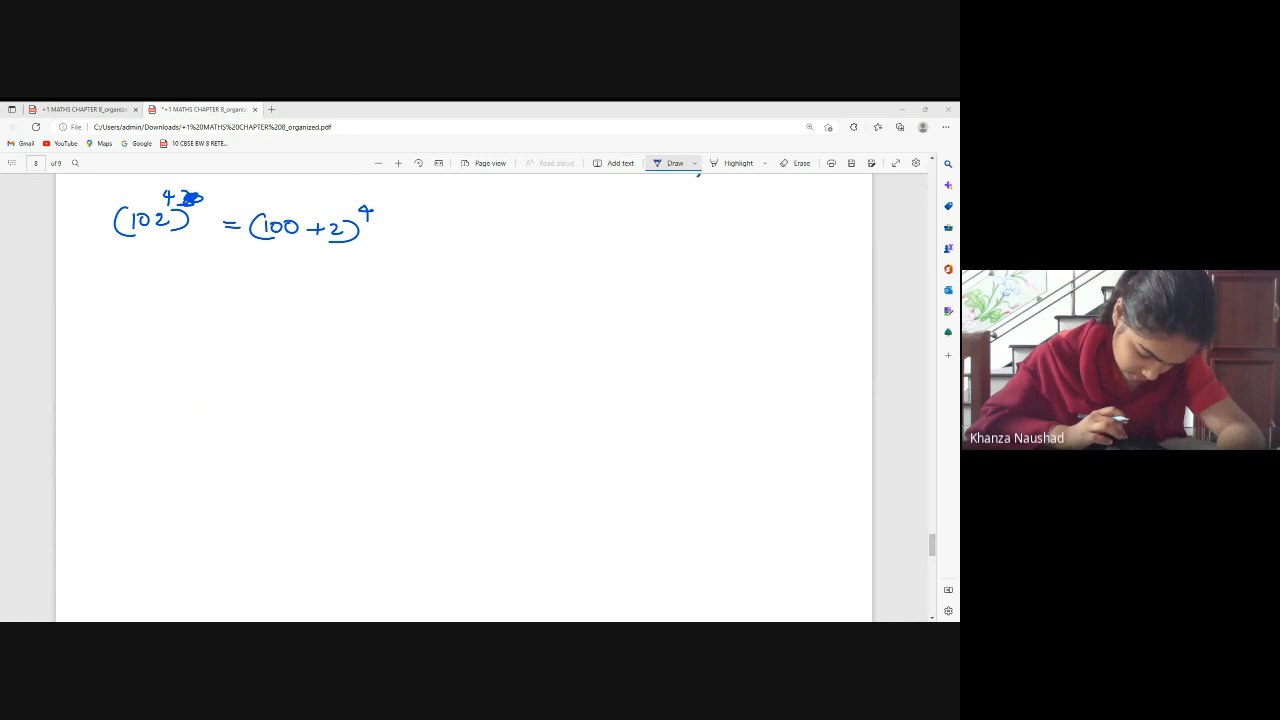 +1 MATHS CHAPTER 8_organize
*+1 MATHS CHAPTER 8_organiz
File C:/Users/admin/Downloads/+1%20MATHS%20CHAPTER%208_organized.pdf
Gmail YouTube Maps Google 10 CBSE BW 8 RETE...
8 of 9 Page view Read aloud Add text Draw Highlight Erase
(102)⁴ = (100 + 2)⁴
Khanza Naushad